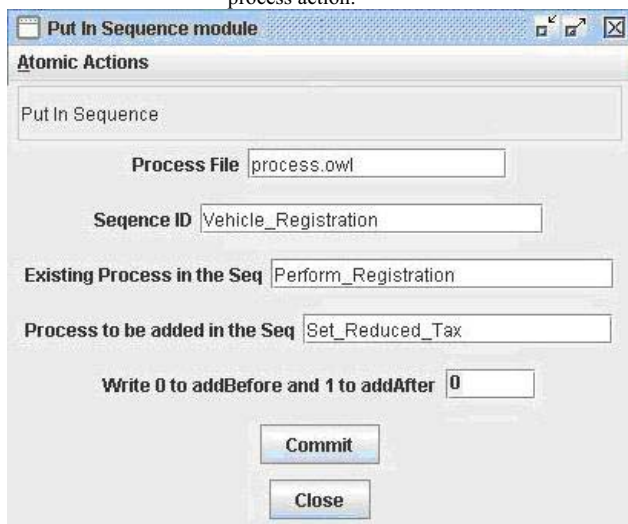 process action.
Put In Sequence module
Atomic Actions
Put In Sequence
Process File process.owl
Seqence ID Vehicle_Registration
Existing Process in the Seq Perform_Registration
Process to be added in the Seq Set_Reduced_Tax
Write 0 to addBefore and 1 to addAfter 0
Commit
Close